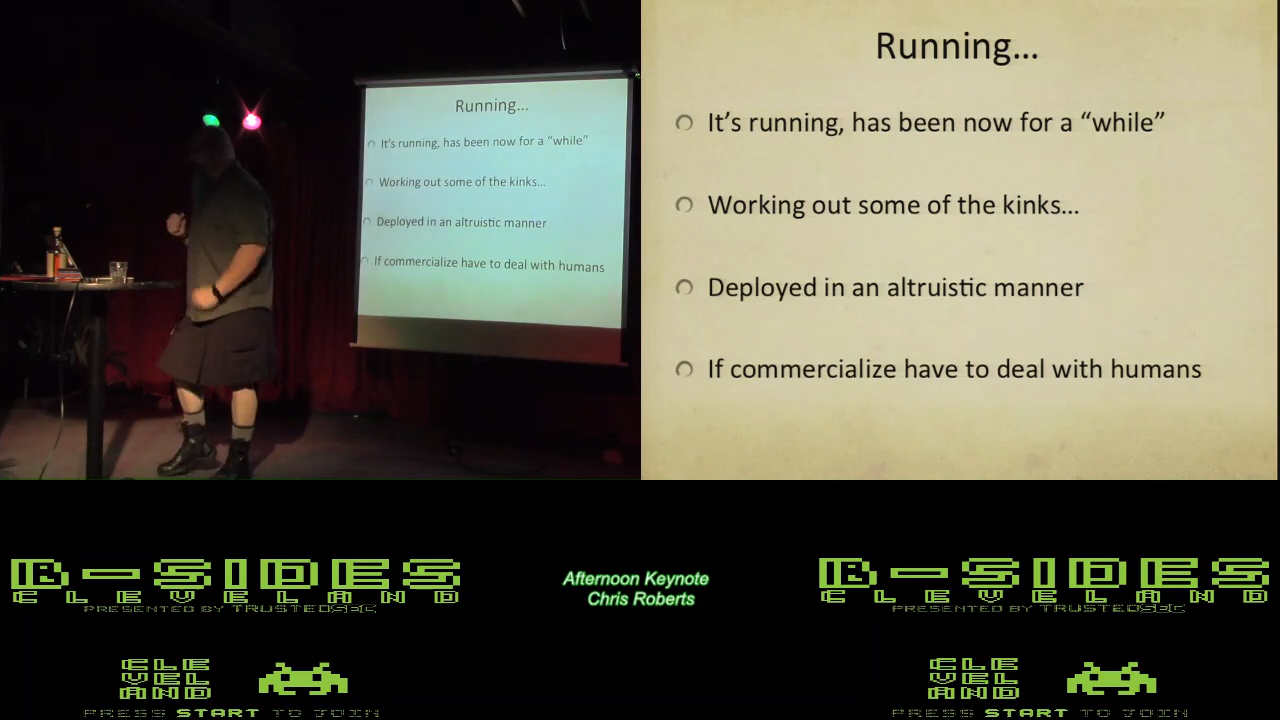 Running...
It's running, has been now for a “while”
Working out some of the kinks...
Deployed in an altruistic manner
If commercialize have to deal with humans
Running...
It's running, has been now for a “while”
Working out some of the kinks...
Deployed in an altruistic manner
If commercialize have to deal with humans
B-SIDES
CLEVELAND
PRESENTED BY TRUSTEDSEC
CLE
VEL
AND
PRESS START TO JOIN
Afternoon Keynote
Chris Roberts
B-SIDES
CLEVELAND
PRESENTED BY TRUSTEDSEC
CLE
VEL
AND
PRESS START TO JOIN